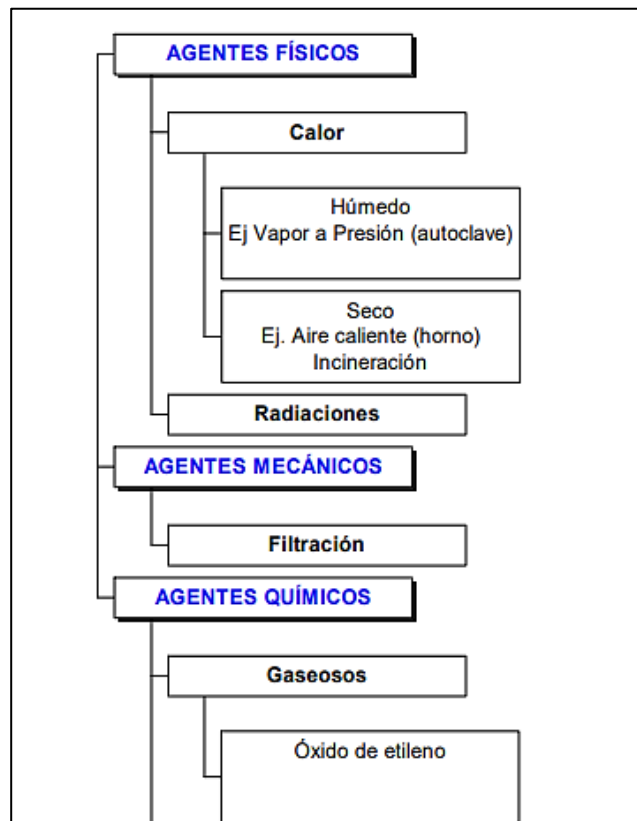 AGENTES FÍSICOS
Calor
Húmedo
Ej Vapor a Presión (autoclave)
Seco
Ej. Aire caliente (horno)
Incineración
Radiaciones
AGENTES MECÁNICOS
Filtración
AGENTES QUÍMICOS
Gaseosos
Óxido de etileno